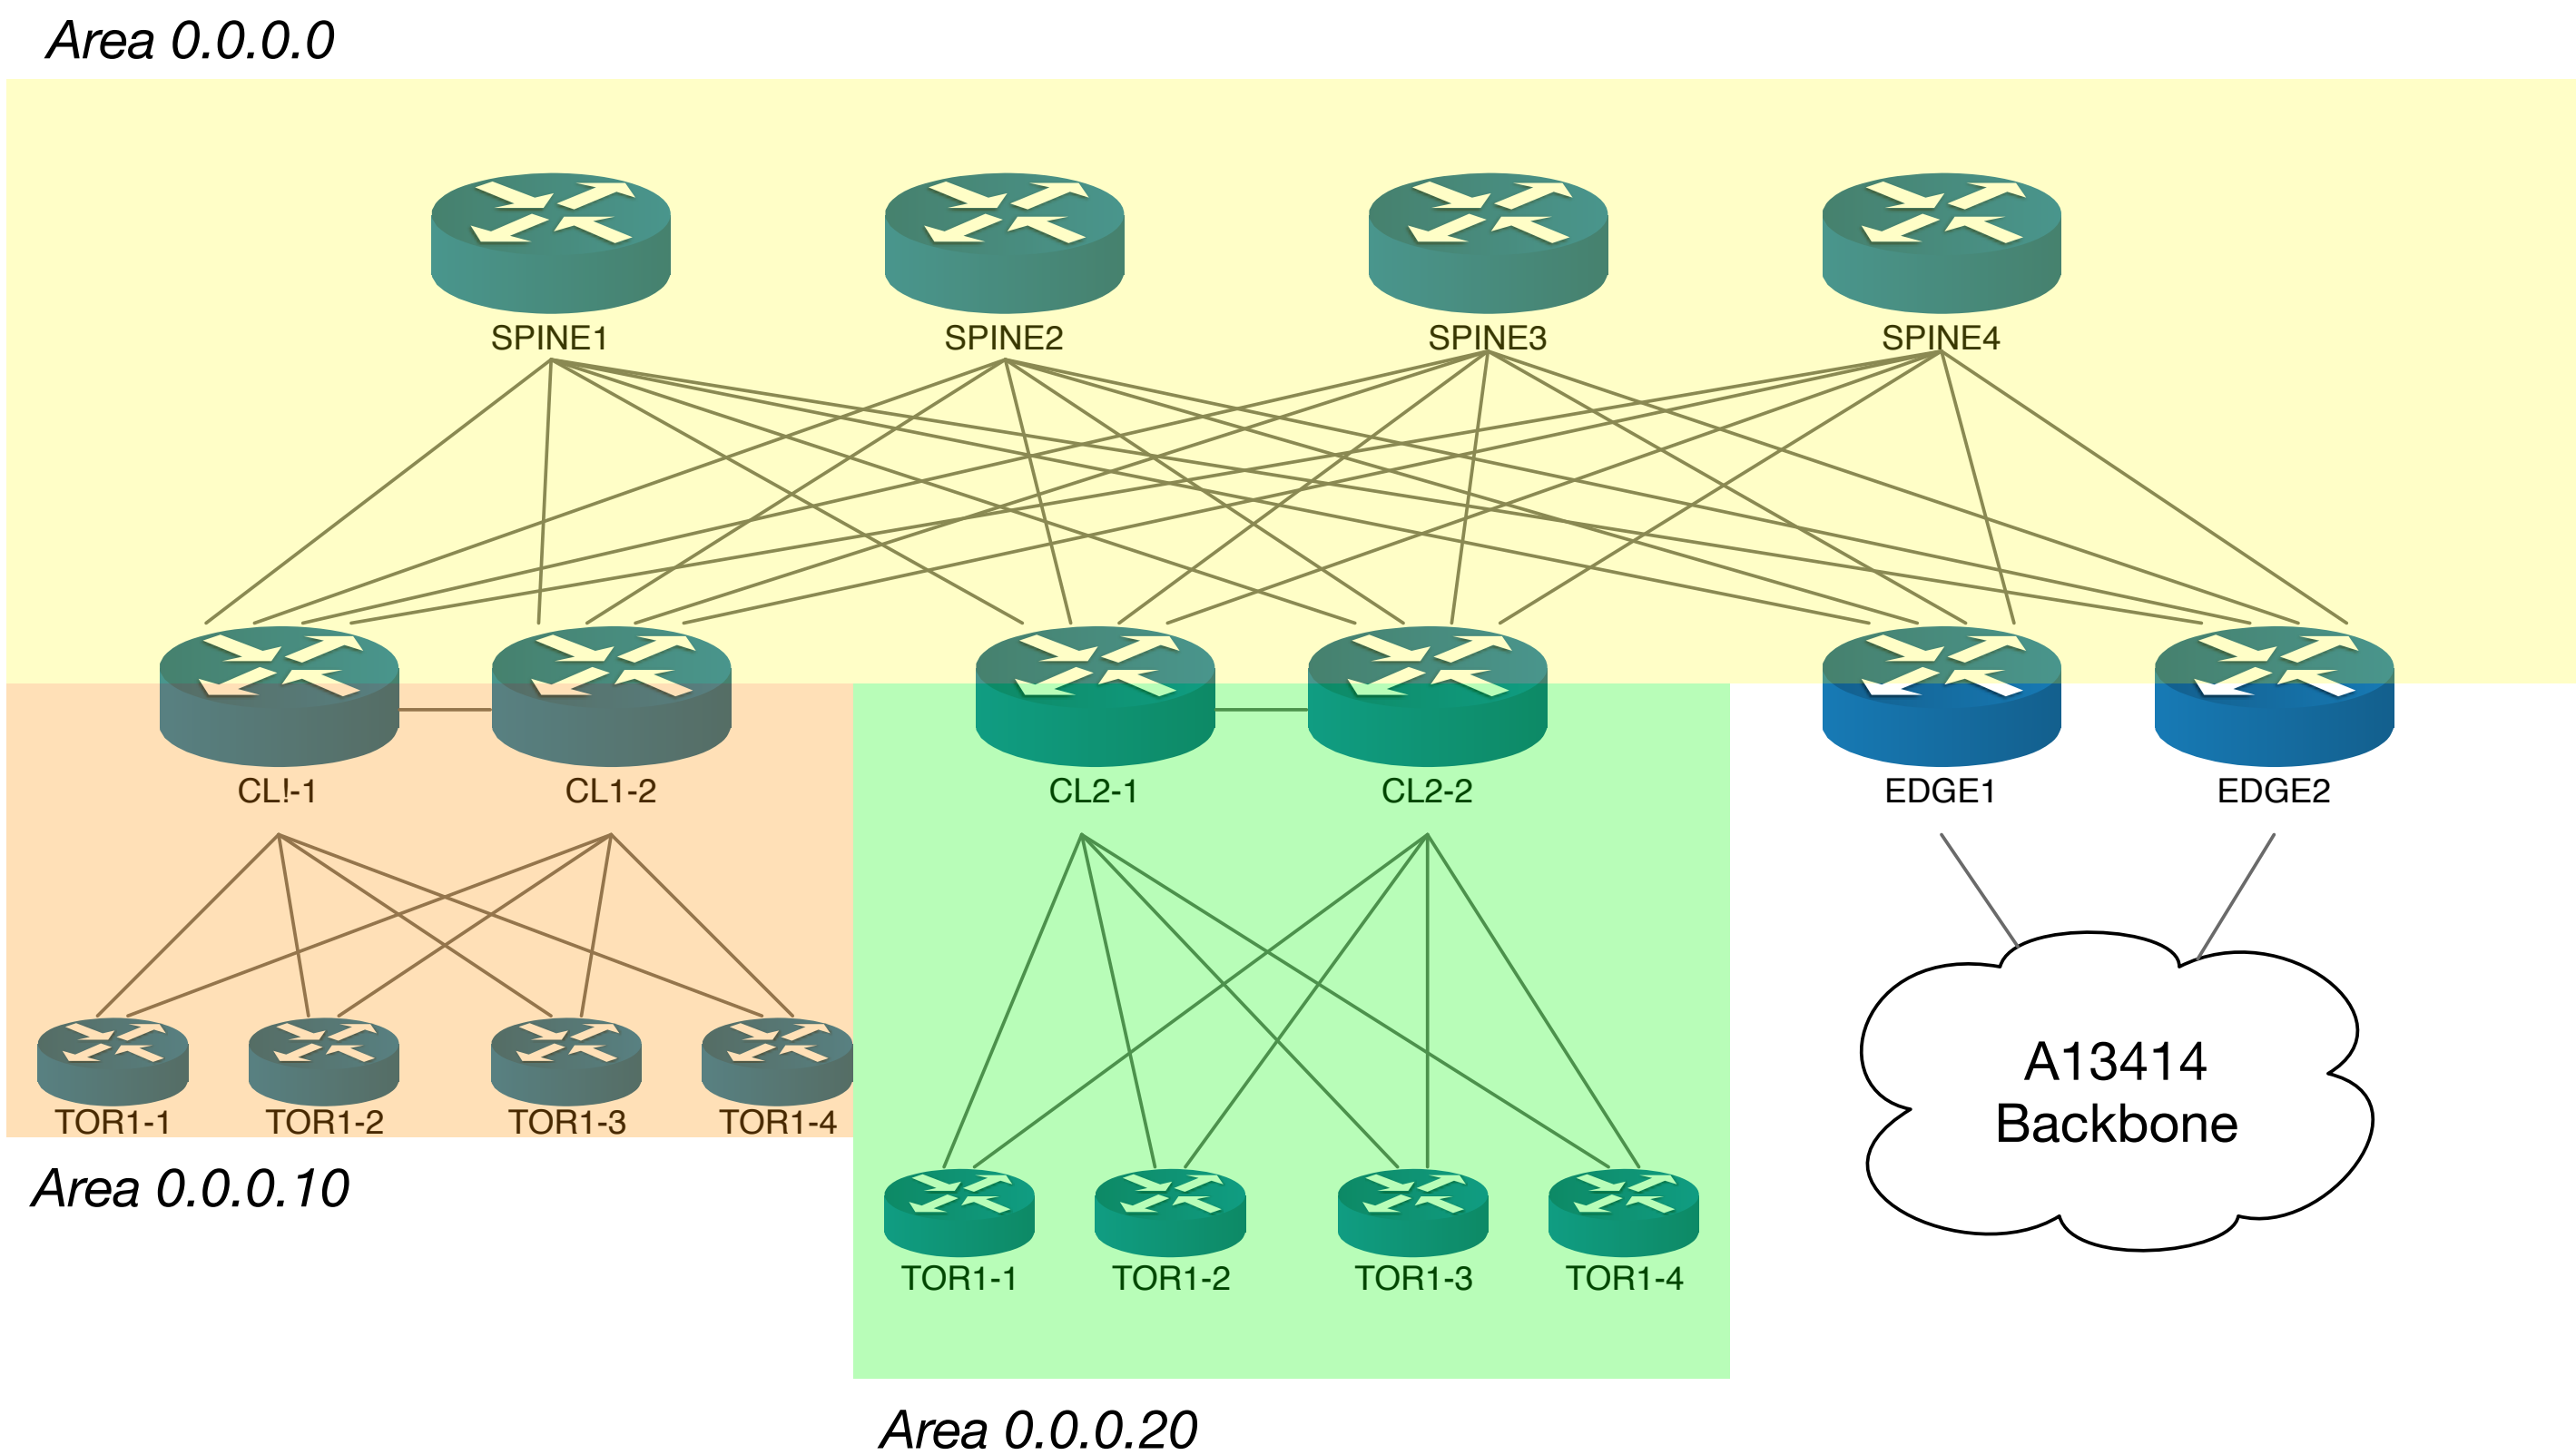 Area 0.0.0.0
SPINE1
SPINE2
SPINE3
SPINE4
CL!-1
CL1-2
CL2-1
CL2-2
EDGE1
EDGE2
TOR1-1
TOR1-2
TOR1-3
TOR1-4
Area 0.0.0.10
A13414
Backbone
TOR1-1
TOR1-2
TOR1-3
TOR1-4
Area 0.0.0.20